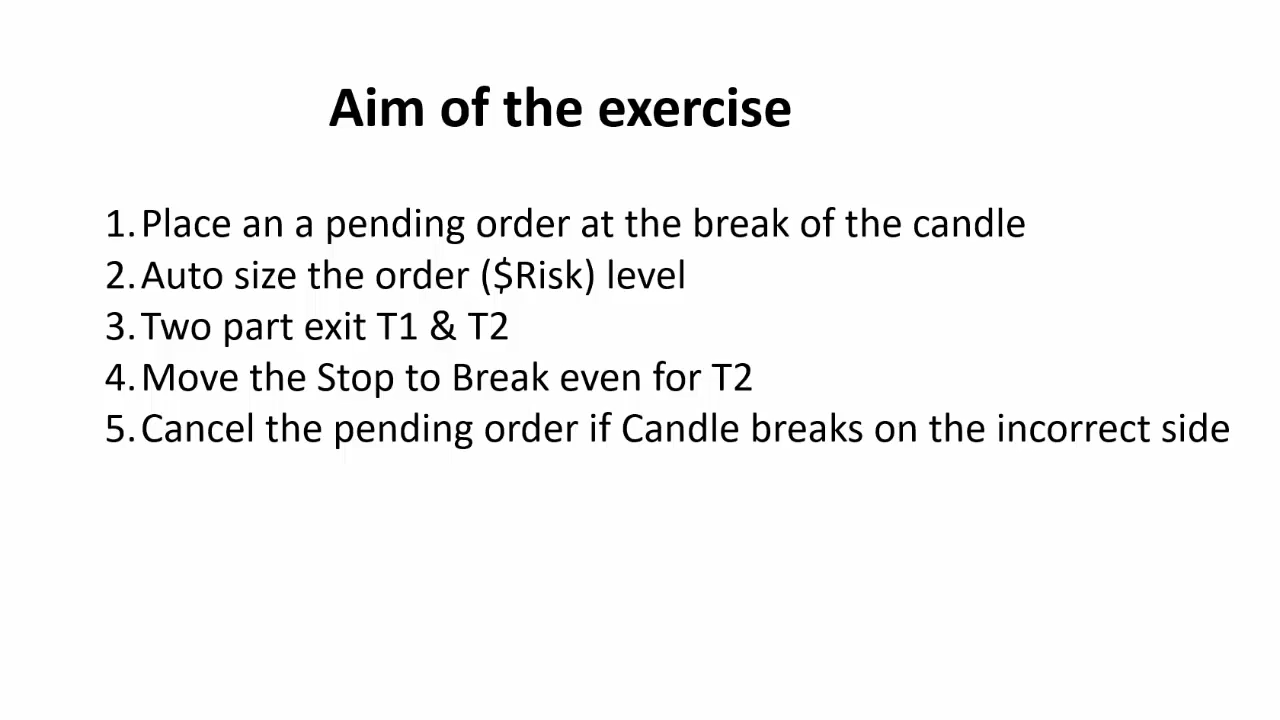 Aim of the exercise
1. Place an a pending order at the break of the candle
2. Auto size the order ($Risk) level
3. Two part exit T1 & T2
4. Move the Stop to Break even for T2
5. Cancel the pending order if Candle breaks on the incorrect side